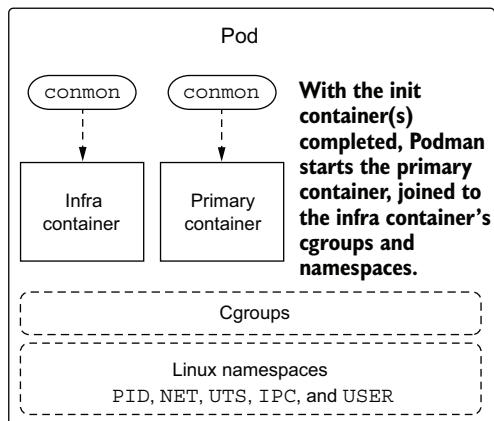 Pod
conmon
conmon
With the init
container(s)
completed, Podman
starts the primary
container, joined to
the infra container's
cgroups and
namespaces.
Infra
container
Primary
container
Cgroups
Linux namespaces
PID, NET, UTS, IPC, and USER